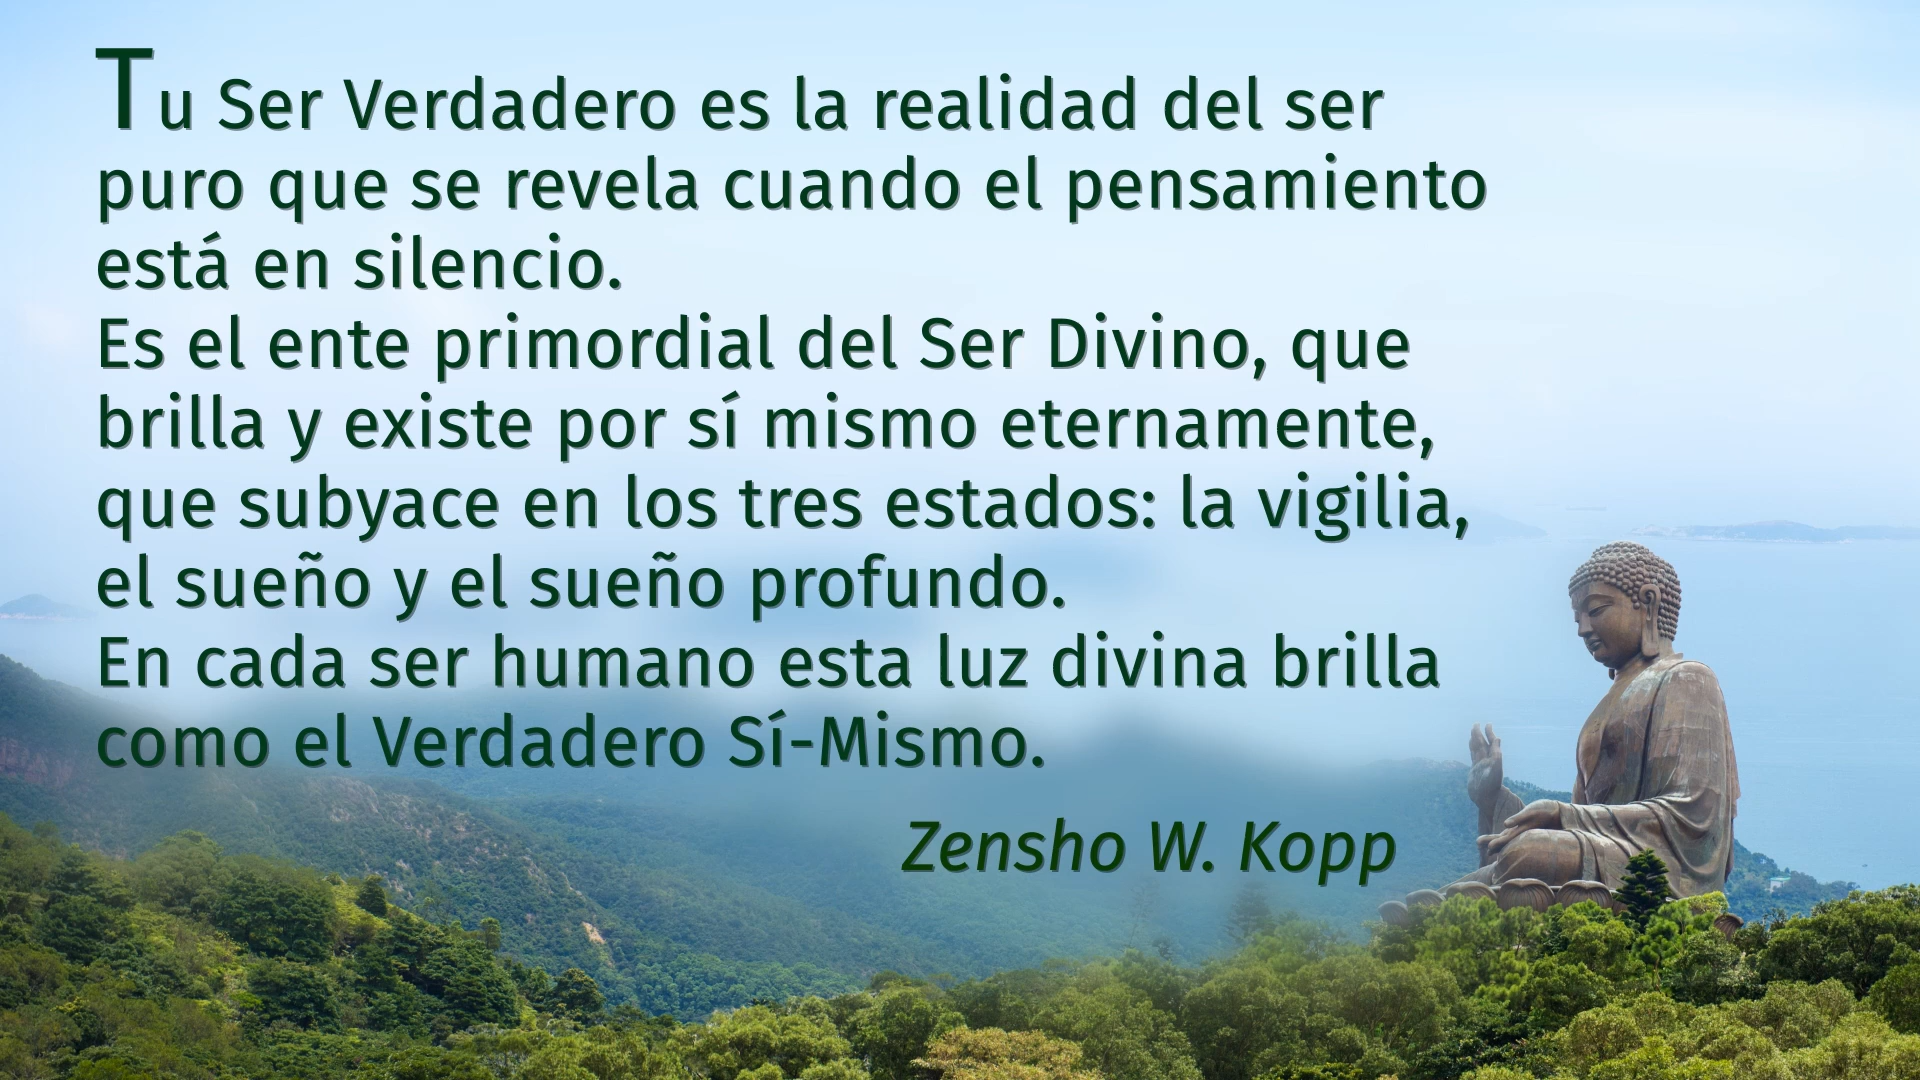 Tu Ser Verdadero es la realidad del ser
puro que se revela cuando el pensamiento
está en silencio.
Es el ente primordial del Ser Divino, que
brilla y existe por sí mismo eternamente,
que subyace en los tres estados: la vigilia,
el sueño y el sueño profundo.
En cada ser humano esta luz divina brilla
como el Verdadero Sí-Mismo.
Zensho W. Kopp